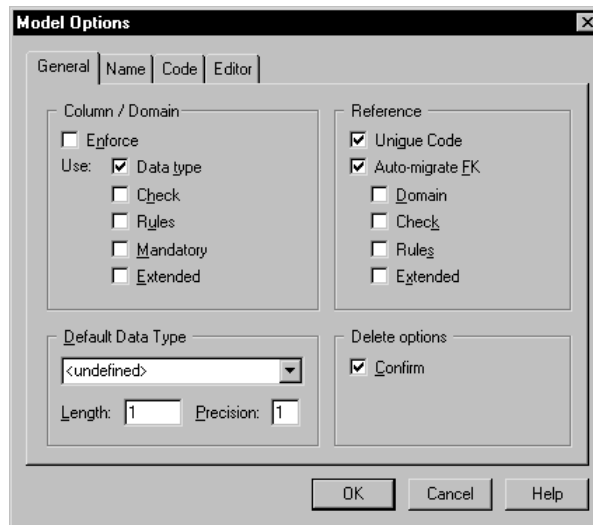 Model Options
General Name Code Editor
Column / Domain
Enforce
Use: Data type
Check
Rules
Mandatory
Extended
Reference
Unique Code
Auto-migrate FK
Domain
Check
Rules
Extended
Default Data Type
<undefined>
Length: 1 Precision: 1
Delete options
Confirm
OK Cancel Help